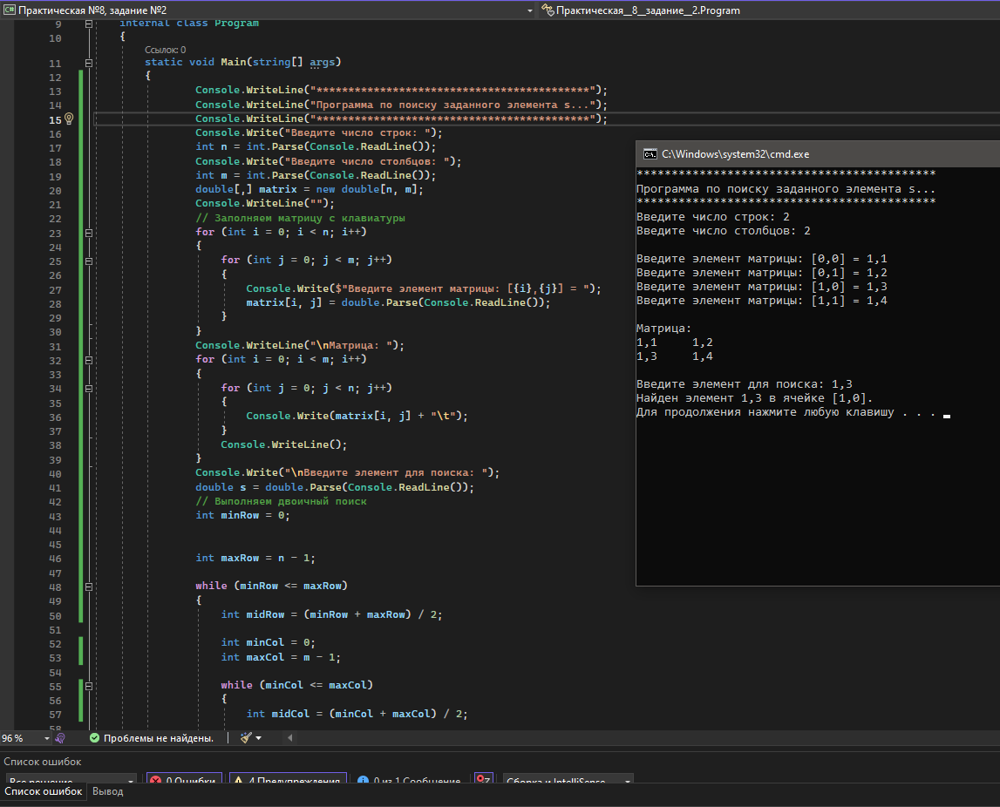 C# Практическая №8, задание №2
Практическая__8__задание__2.Program
9 internal class Program
10 {
Ссылок: 0
11 static void Main(string[] args)
12 {
13 Console.WriteLine("*******************************************");
14 Console.WriteLine("Программа по поиску заданного элемента s...");
15 Console.WriteLine("*******************************************");
16 Console.Write("Введите число строк: ");
17 int n = int.Parse(Console.ReadLine());
18 Console.Write("Введите число столбцов: ");
19 int m = int.Parse(Console.ReadLine());
20 double[,] matrix = new double[n, m];
21 Console.WriteLine("");
22 // Заполняем матрицу с клавиатуры
23 for (int i = 0; i < n; i++)
24 {
25 for (int j = 0; j < m; j++)
26 {
27 Console.Write($"Введите элемент матрицы: [{i},{j}] = ");
28 matrix[i, j] = double.Parse(Console.ReadLine());
29 }
30 }
31 Console.WriteLine("\nМатрица: ");
32 for (int i = 0; i < m; i++)
33 {
34 for (int j = 0; j < n; j++)
35 {
36 Console.Write(matrix[i, j] + "\t");
37 }
38 Console.WriteLine();
39 }
40 Console.Write("\nВведите элемент для поиска: ");
41 double s = double.Parse(Console.ReadLine());
42 // Выполняем двоичный поиск
43 int minRow = 0;
44
45
46 int maxRow = n - 1;
47
48 while (minRow <= maxRow)
49 {
50 int midRow = (minRow + maxRow) / 2;
51
52 int minCol = 0;
53 int maxCol = m - 1;
54
55 while (minCol <= maxCol)
56 {
57 int midCol = (minCol + maxCol) / 2;
58
C:\Windows\system32\cmd.exe
*******************************************
Программа по поиску заданного элемента s...
*******************************************
Введите число строк: 2
Введите число столбцов: 2
Введите элемент матрицы: [0,0] = 1,1
Введите элемент матрицы: [0,1] = 1,2
Введите элемент матрицы: [1,0] = 1,3
Введите элемент матрицы: [1,1] = 1,4
Матрица:
1,1 1,2
1,3 1,4
Введите элемент для поиска: 1,3
Найден элемент 1,3 в ячейке [1,0].
Для продолжения нажмите любую клавишу . . .
96 % Проблемы не найдены.
Список ошибок
Все решение 0 Ошибки 4 Предупреждения 0 из 1 Сообщение Сборка и IntelliSense
Список ошибок Вывод